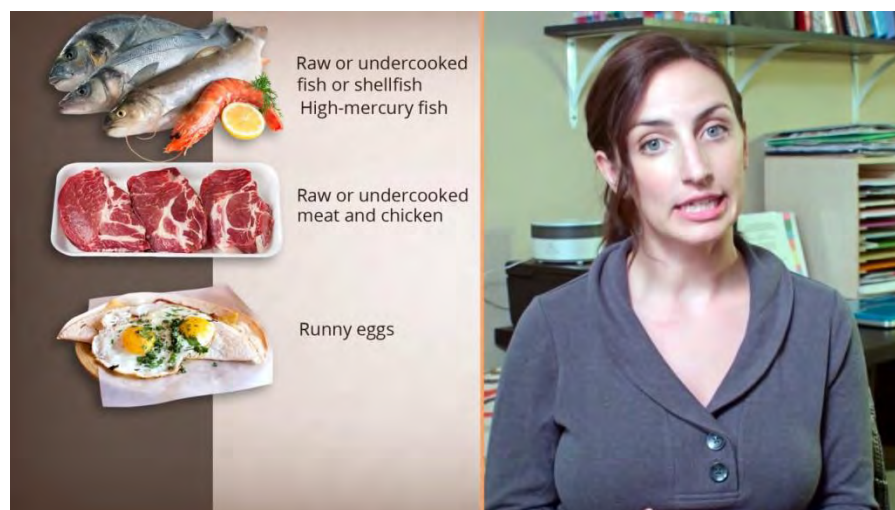 Raw or undercooked
fish or shellfish
High-mercury fish
Raw or undercooked
meat and chicken
Runny eggs